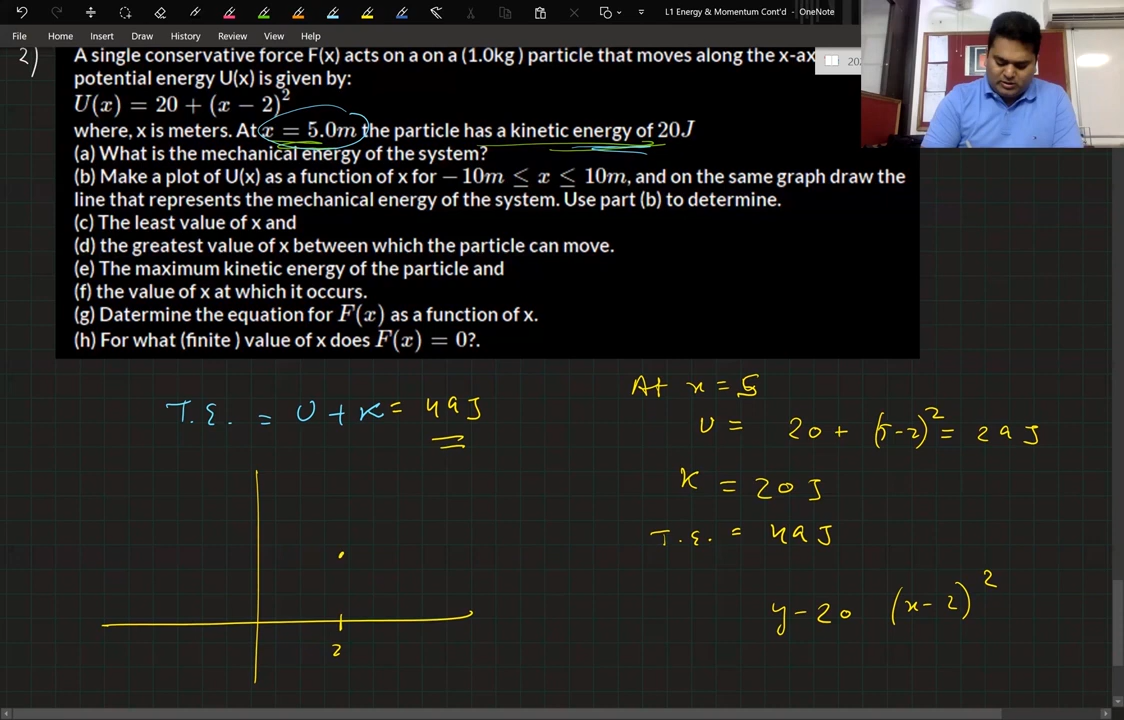 L1 Energy & Momentum Cont'd - OneNote
File Home Insert Draw History Review View Help
2)
A single conservative force F(x) acts on a on a (1.0kg ) particle that moves along the x-ax
potential energy U(x) is given by:
U(x) = 20 + (x − 2)²
where, x is meters. At x = 5.0m the particle has a kinetic energy of 20J
(a) What is the mechanical energy of the system?
(b) Make a plot of U(x) as a function of x for − 10m ≤ x ≤ 10m, and on the same graph draw the
line that represents the mechanical energy of the system. Use part (b) to determine.
(c) The least value of x and
(d) the greatest value of x between which the particle can move.
(e) The maximum kinetic energy of the particle and
(f) the value of x at which it occurs.
(g) Datermine the equation for F(x) as a function of x.
(h) For what (finite ) value of x does F(x) = 0?.
T.E. = U + K = 49 J
At x = 5
U = 20 + (5-2)² = 29 J
K = 20 J
T.E. = 49 J
y - 20 (x - 2)²
2